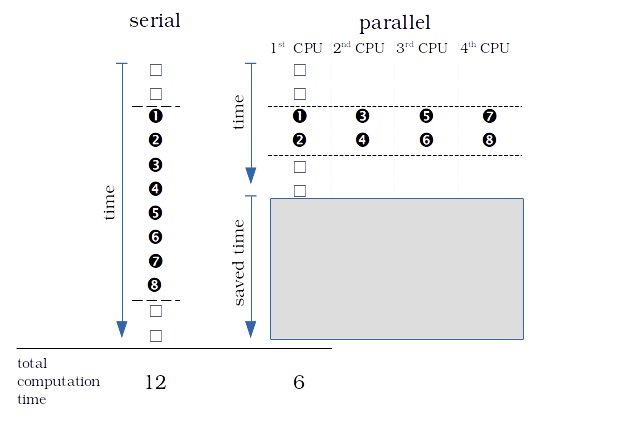 serial
parallel
1st CPU 2nd CPU 3rd CPU 4th CPU
□ □
□ □
❶ ❶ ❸ ❺ ❼
❷ ❷ ❹ ❻ ❽
❸ □
❹ □
❺
❻
❼
❽
□
□
time
time
saved time
total
computation
time
12 6